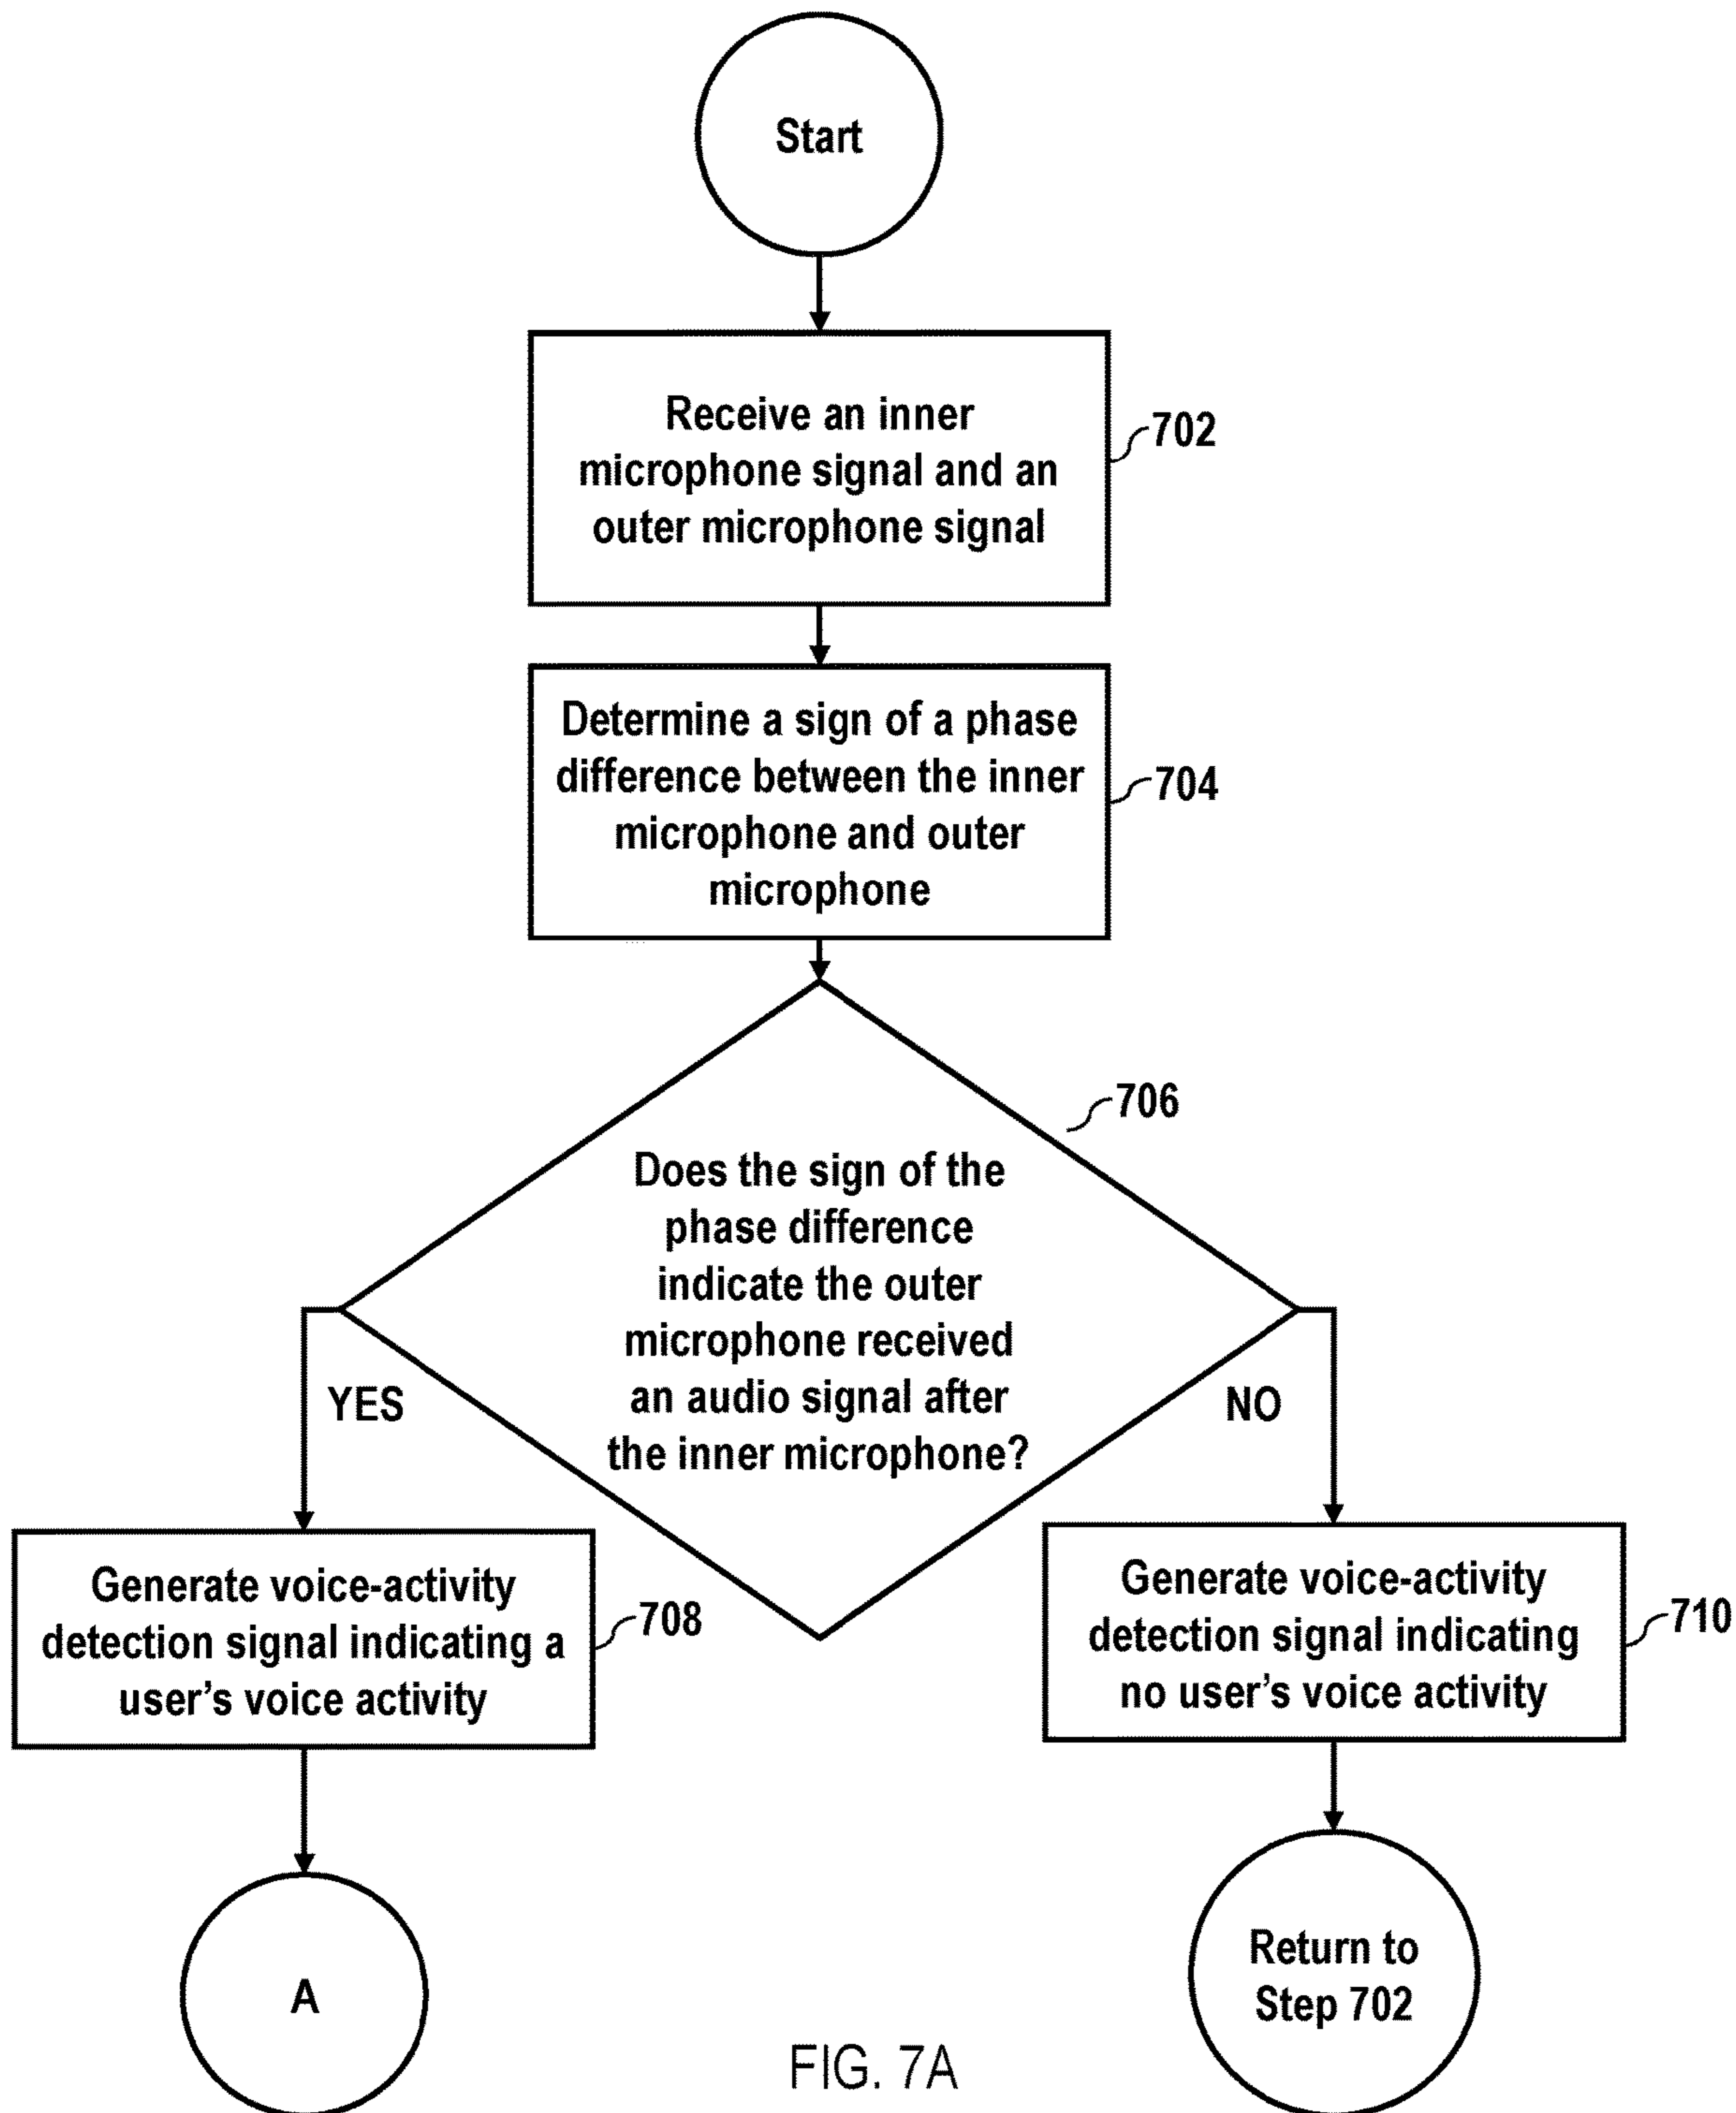 Start
Receive an inner
microphone signal and an
outer microphone signal
702
Determine a sign of a phase
difference between the inner
microphone and outer
microphone
704
706
Does the sign of the
phase difference
indicate the outer
microphone received
an audio signal after
the inner microphone?
YES
NO
Generate voice-activity
detection signal indicating a
user's voice activity
708
Generate voice-activity
detection signal indicating
no user's voice activity
710
A
Return to
Step 702
FIG. 7A